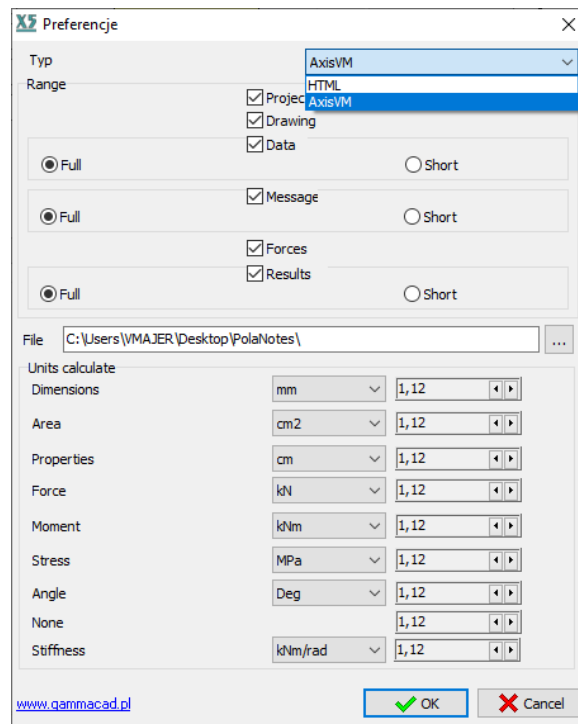 Preferencje
Typ AxisVM
HTML
AxisVM
Range
Drawing
Data
Full Short
Message
Full Short
Forces
Results
Full Short
File C:\Users\VMAJER\Desktop\PolaNotes\ ...
Units calculate
Dimensions mm 1,12
Area cm2 1,12
Properties cm 1,12
Force kN 1,12
Moment kNm 1,12
Stress MPa 1,12
Angle Deg 1,12
None 1,12
Stiffness kNm/rad 1,12
www.gammacad.pl OK Cancel